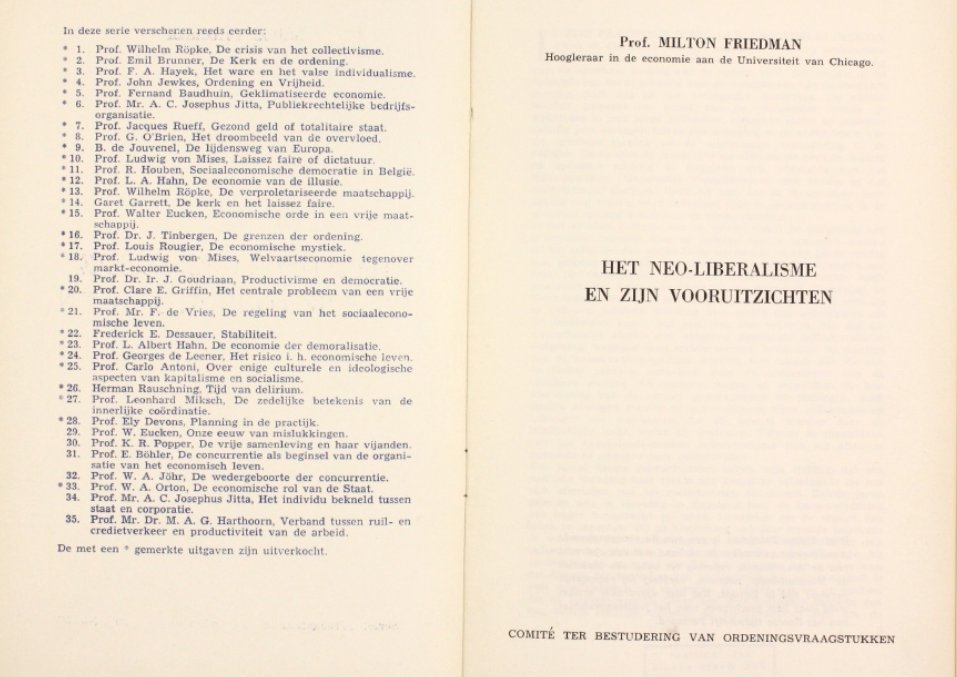 In deze serie verschenen reeds eerder:
* 1. Prof. Wilhelm Röpke, De crisis van het collectivisme.
* 2. Prof. Emil Brunner, De Kerk en de ordening.
* 3. Prof. F. A. Hayek, Het ware en het valse individualisme.
* 4. Prof. John Jewkes, Ordening en Vrijheid.
* 5. Prof. Fernand Baudhuin, Geklimatiseerde economie.
* 6. Prof. Mr. A. C. Josephus Jitta, Publiekrechtelijke bedrijfs-
organisatie.
* 7. Prof. Jacques Rueff, Gezond geld of totalitaire staat.
* 8. Prof. G. O'Brien, Het droombeeld van de overvloed.
* 9. B. de Jouvenel, De lijdensweg van Europa.
* 10. Prof. Ludwig von Mises, Laissez faire of dictatuur.
* 11. Prof. R. Houben, Sociaaleconomische democratie in België.
* 12. Prof. L. A. Hahn, De economie van de illusie.
* 13. Prof. Wilhelm Röpke, De verproletariseerde maatschappij.
* 14. Garet Garrett, De kerk en het laissez faire.
* 15. Prof. Walter Eucken, Economische orde in een vrije maat-
schappij.
* 16. Prof. Dr. J. Tinbergen, De grenzen der ordening.
* 17. Prof. Louis Rougier, De economische mystiek.
* 18. Prof. Ludwig von Mises, Welvaartseconomie tegenover
markt-economie.
19. Prof. Dr. Ir. J. Goudriaan, Productivisme en democratie.
* 20. Prof. Clare E. Griffin, Het centrale probleem van een vrije
maatschappij.
* 21. Prof. Mr. F. de Vries, De regeling van het sociaalecono-
mische leven.
* 22. Frederick E. Dessauer, Stabiliteit.
* 23. Prof. L. Albert Hahn, De economie der demoralisatie.
* 24. Prof. Georges de Leener, Het risico i. h. economische leven.
* 25. Prof. Carlo Antoni, Over enige culturele en ideologische
aspecten van kapitalisme en socialisme.
* 26. Herman Rauschning, Tijd van delirium.
* 27. Prof. Leonhard Miksch, De zedelijke betekenis van de
innerlijke coördinatie.
* 28. Prof. Ely Devons, Planning in de practijk.
29. Prof. W. Eucken, Onze eeuw van mislukkingen.
30. Prof. K. R. Popper, De vrije samenleving en haar vijanden.
31. Prof. E. Böhler, De concurrentie als beginsel van de organi-
satie van het economisch leven.
32. Prof. W. A. Jöhr, De wedergeboorte der concurrentie.
* 33. Prof. W. A. Orton, De economische rol van de Staat.
34. Prof. Mr. A. C. Josephus Jitta, Het individu bekneld tussen
staat en corporatie.
35. Prof. Mr. Dr. M. A. G. Harthoorn, Verband tussen ruil- en
credietverkeer en productiviteit van de arbeid.
De met een * gemerkte uitgaven zijn uitverkocht.
Prof. MILTON FRIEDMAN
Hoogleraar in de economie aan de Universiteit van Chicago.
HET NEO-LIBERALISME
EN ZIJN VOORUITZICHTEN
COMITÉ TER BESTUDERING VAN ORDENINGSVRAAGSTUKKEN